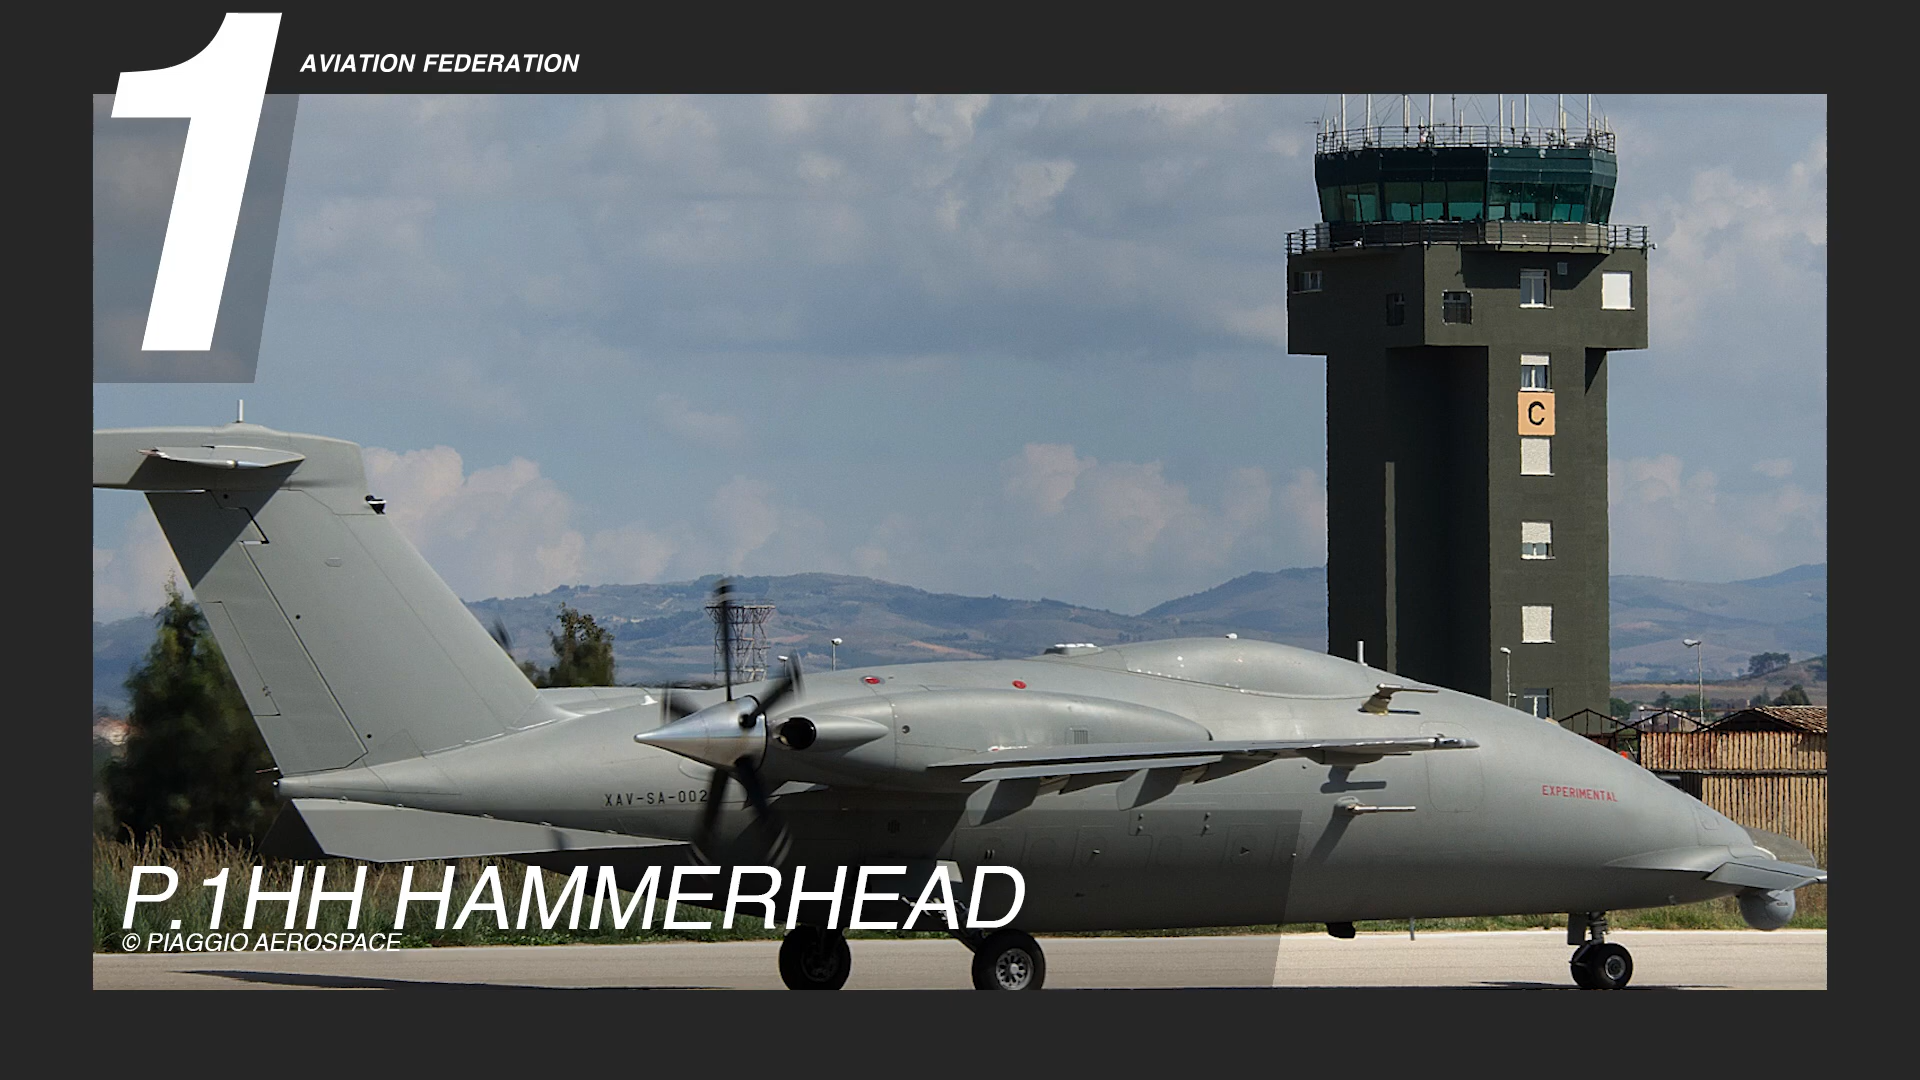 1
AVIATION FEDERATION
C
XAV-SA-002
EXPERIMENTAL
P.1HH HAMMERHEAD
© PIAGGIO AEROSPACE